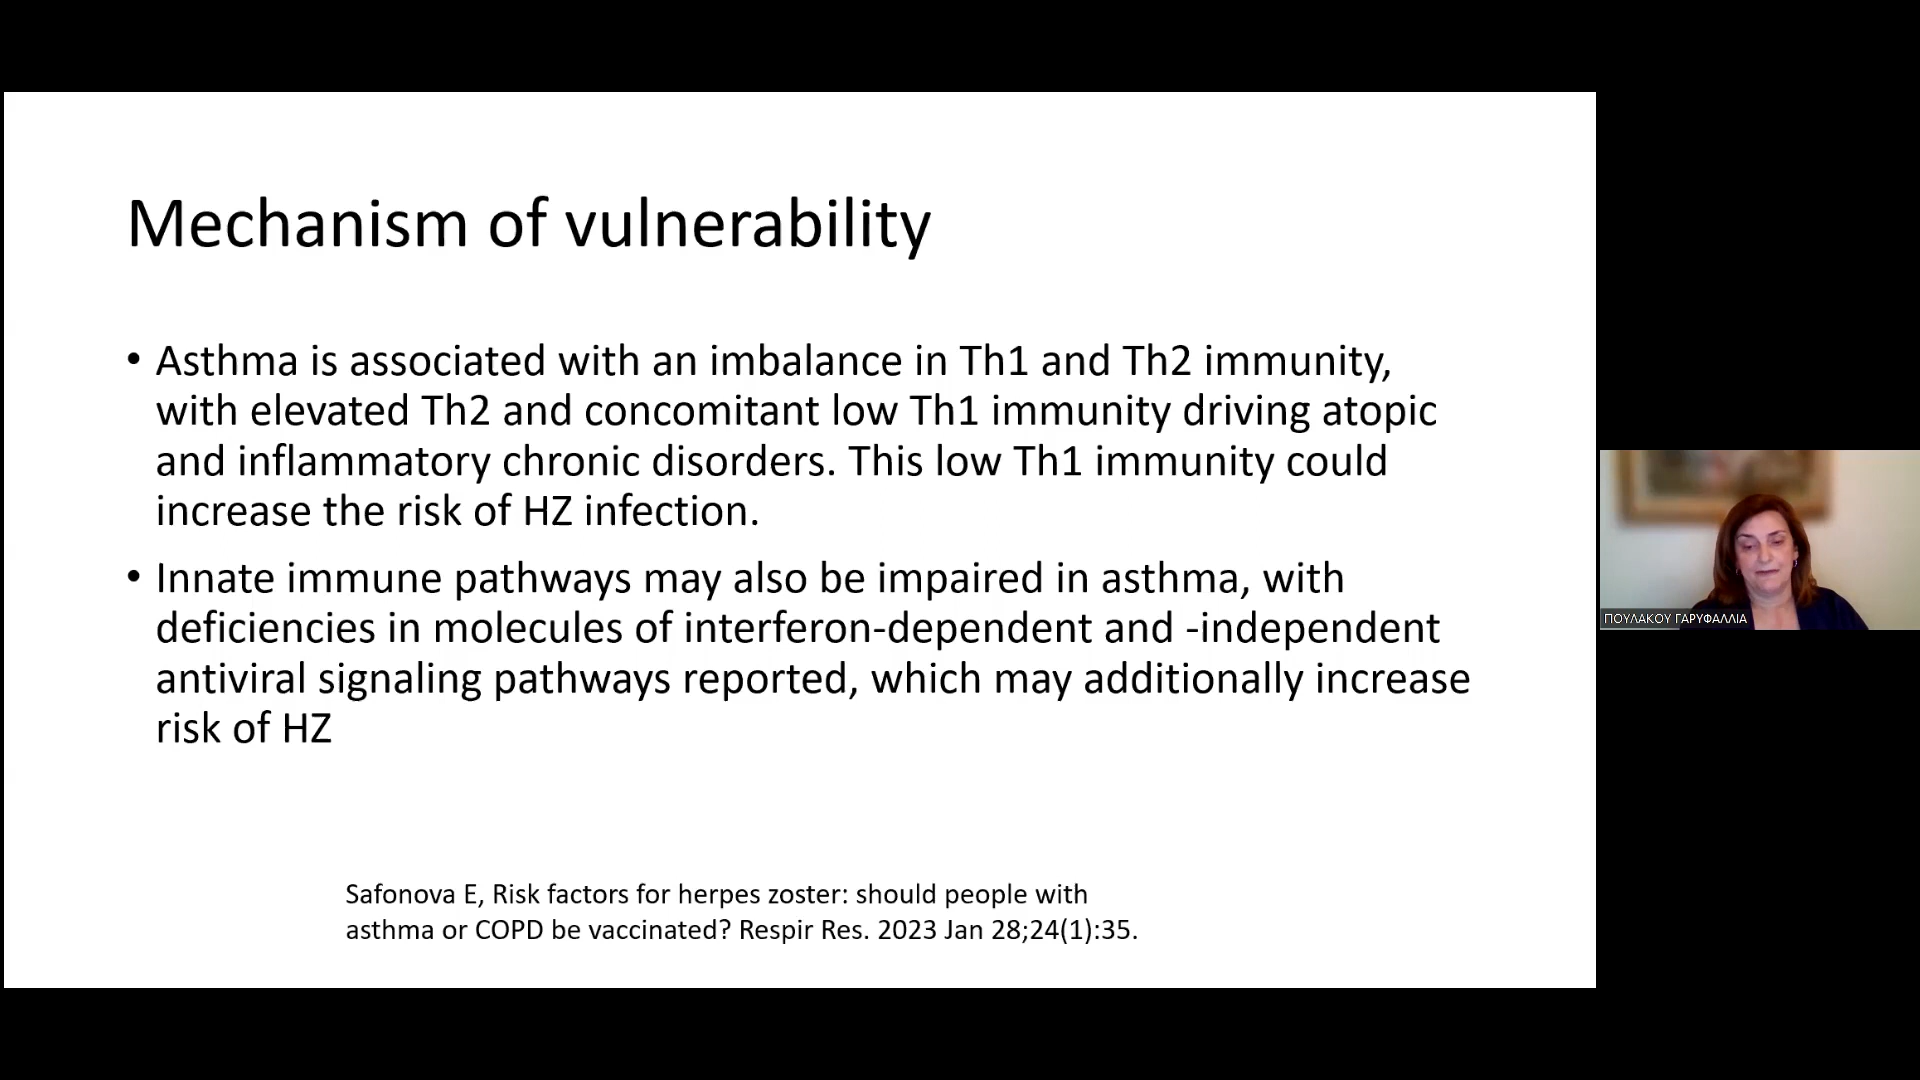 Mechanism of vulnerability
• Asthma is associated with an imbalance in Th1 and Th2 immunity,
with elevated Th2 and concomitant low Th1 immunity driving atopic
and inflammatory chronic disorders. This low Th1 immunity could
increase the risk of HZ infection.
• Innate immune pathways may also be impaired in asthma, with
deficiencies in molecules of interferon-dependent and -independent
antiviral signaling pathways reported, which may additionally increase
risk of HZ
Safonova E, Risk factors for herpes zoster: should people with
asthma or COPD be vaccinated? Respir Res. 2023 Jan 28;24(1):35.
ΠΟΥΛΑΚΟΥ ΓΑΡΥΦΑΛΛΙΑ